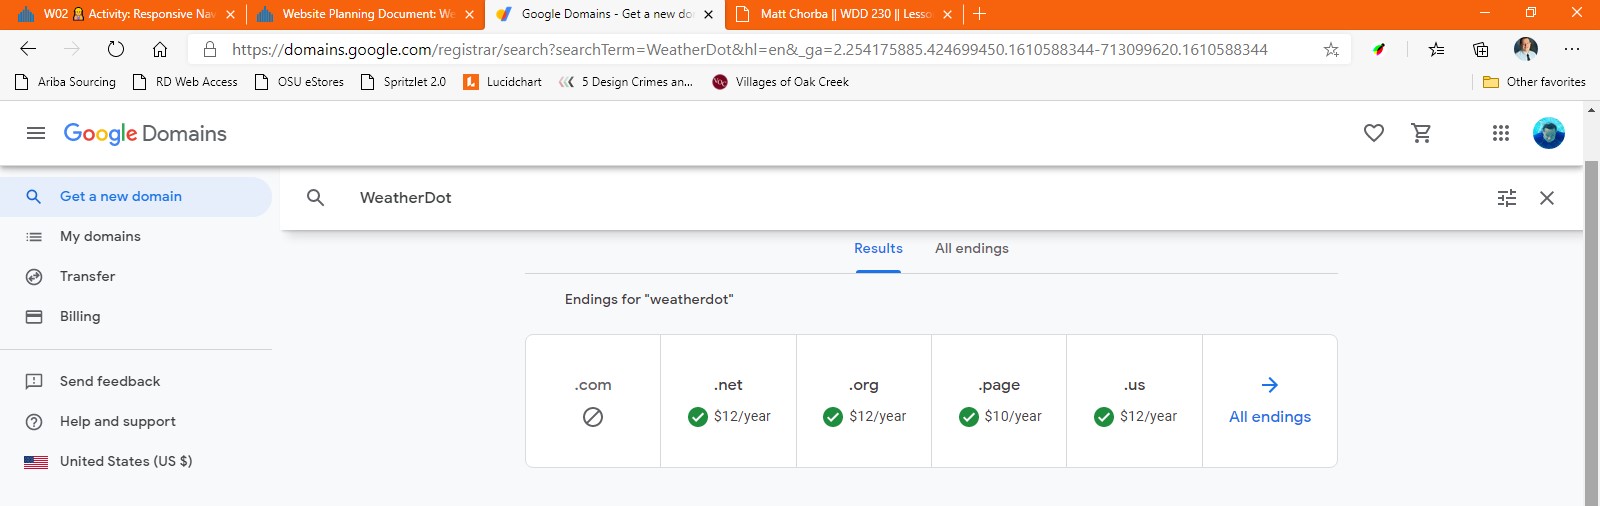 W02 Activity: Responsive Nav
Website Planning Document: We
Google Domains - Get a new do
Matt Chorba || WDD 230 || Lesso
https://domains.google.com/registrar/search?searchTerm=WeatherDot&hl=en&_ga=2.254175885.424699450.1610588344-713099620.1610588344
Ariba Sourcing
RD Web Access
OSU eStores
Spritzlet 2.0
Lucidchart
5 Design Crimes an...
Villages of Oak Creek
Other favorites
Google Domains
Get a new domain
My domains
Transfer
Billing
Send feedback
Help and support
United States (US $)
WeatherDot
Results
All endings
Endings for "weatherdot"
.com
.net
$12/year
.org
$12/year
.page
$10/year
.us
$12/year
All endings